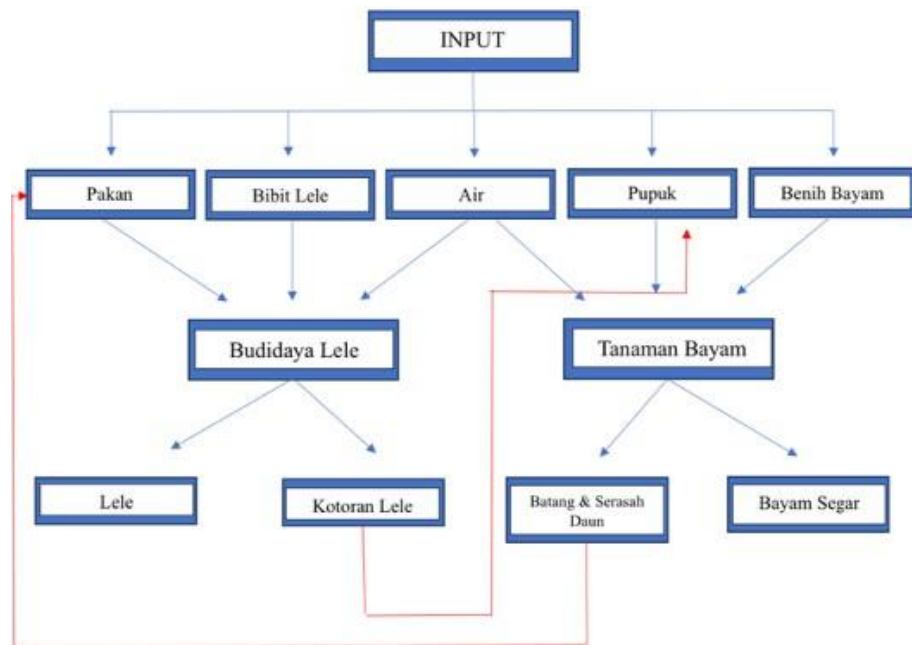 INPUT
Pakan
Bibit Lele
Air
Pupuk
Benih Bayam
Budidaya Lele
Tanaman Bayam
Lele
Kotoran Lele
Batang & Serasah
Daun
Bayam Segar